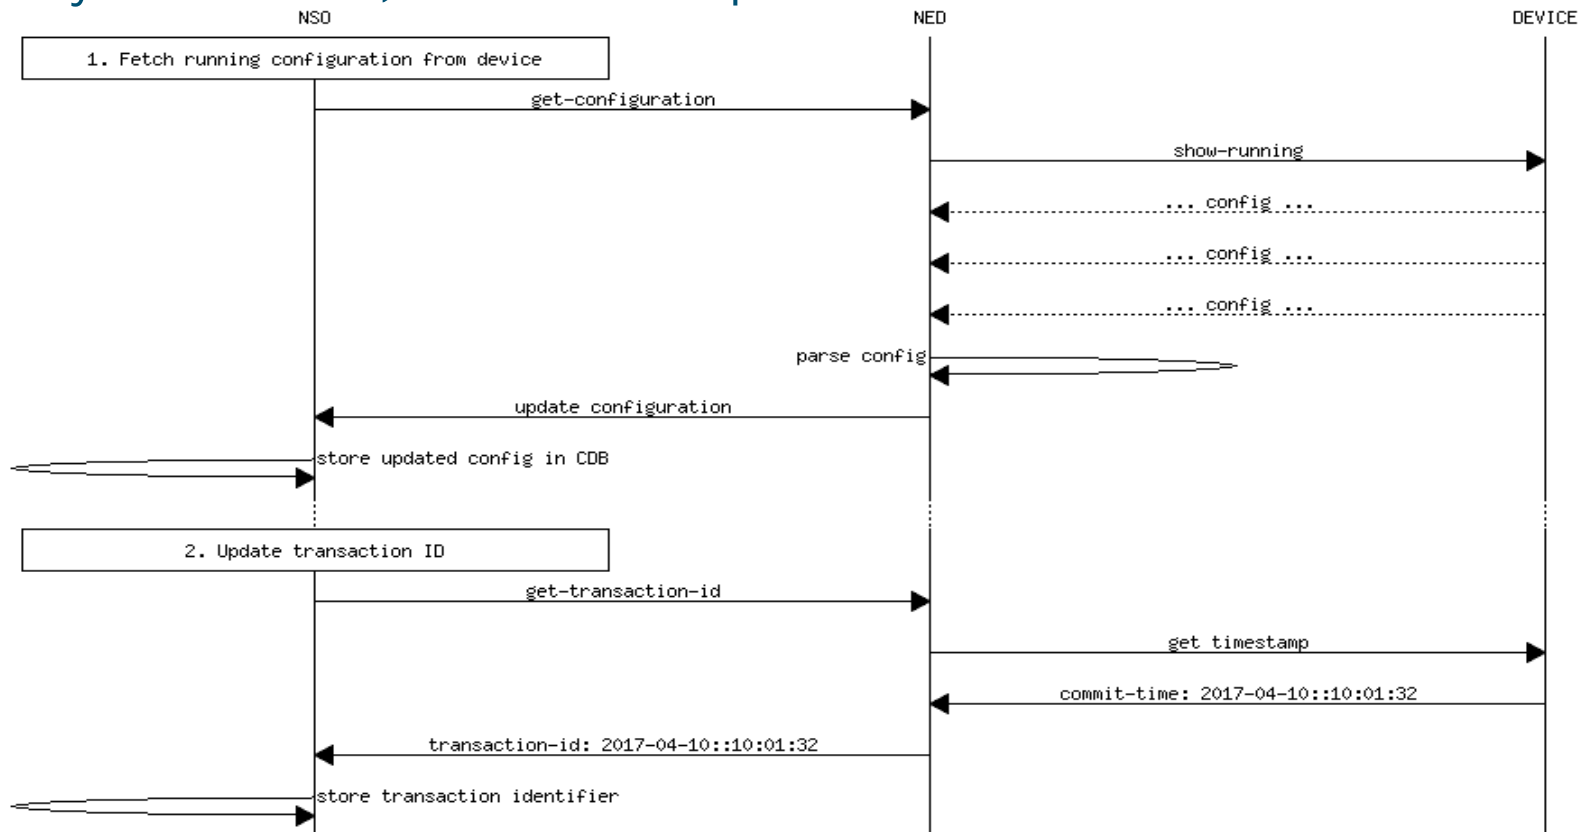 NSO NED DEVICE
1. Fetch running configuration from device
get-configuration
show-running
... config ...
... config ...
... config ...
parse config
update configuration
store updated config in CDB
2. Update transaction ID
get-transaction-id
get timestamp
commit-time: 2017-04-10::10:01:32
transaction-id: 2017-04-10::10:01:32
store transaction identifier